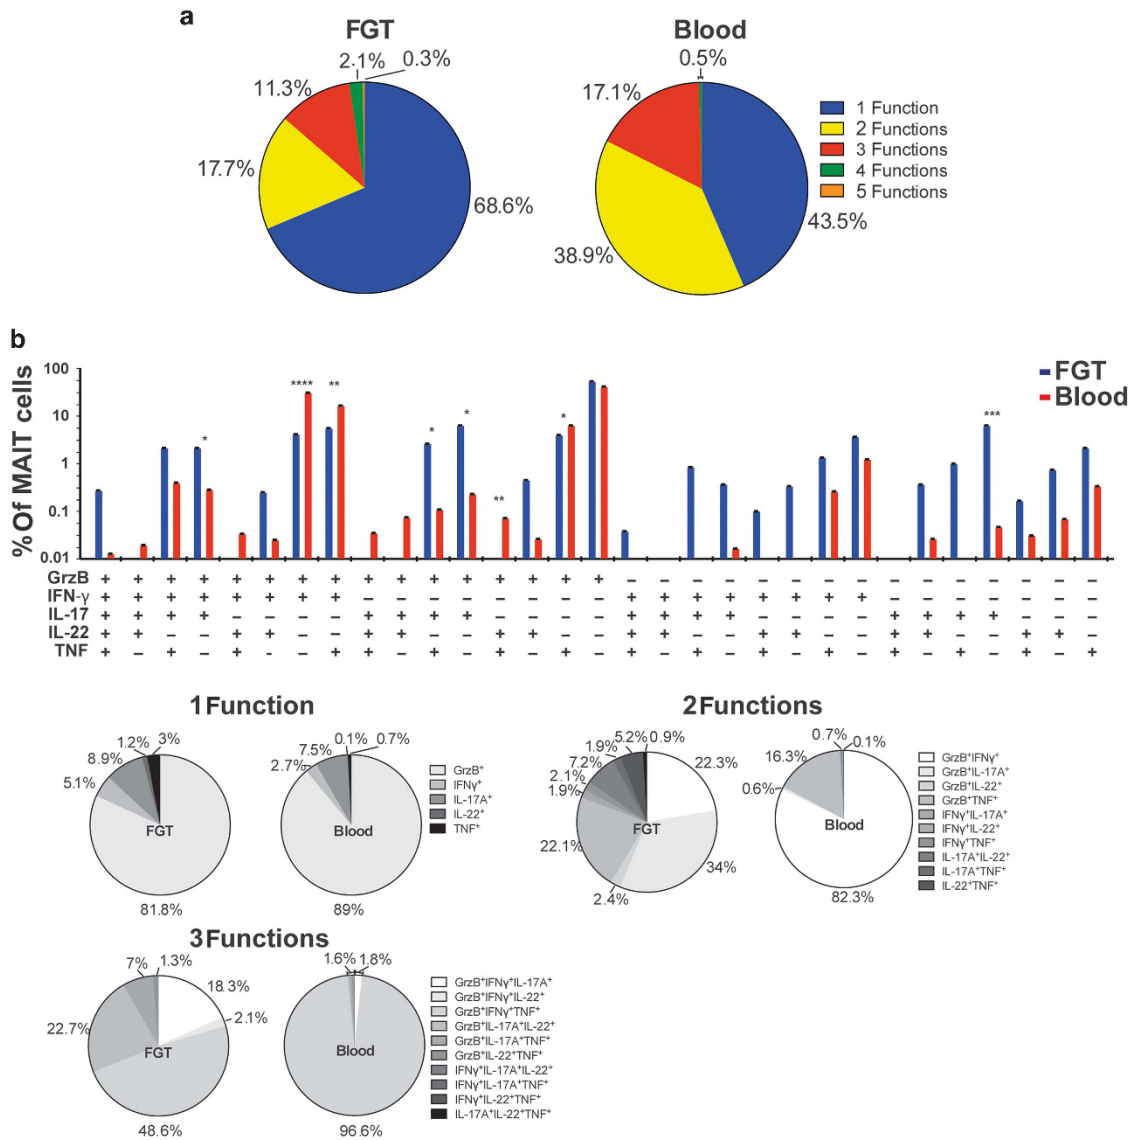 a
FGT
Blood
2.1%
0.3%
0.5%
11.3%
17.1%
17.7%
68.6%
38.9%
43.5%
1 Function
2 Functions
3 Functions
4 Functions
5 Functions
b
%Of MAIT cells
100
10
1
0.1
0.01
* **** ** * * ** * ***
FGT
Blood
GrzB + + + + + + + + + + + + + + + + – – – – – – – – – – – – – – –
IFN-γ + + + + + + + + – – – – – – – – + + + + + + + + – – – – – – –
IL-17 + + + + – – – – + + + + – – – – + + + + – – – – + + + + – – –
IL-22 + + – – + + – – + + – – + + – – + + – – + + – – + + – – + + –
TNF + – + – + - + – + – + – + – + – + – + – + – + – + – + – + – +
1Function
1.2%
3%
8.9%
5.1%
FGT
81.8%
0.1%
0.7%
7.5%
2.7%
Blood
89%
GrzB⁺
IFNγ⁺
IL-17A⁺
IL-22⁺
TNF⁺
2Functions
5.2%
0.9%
1.9%
7.2%
2.1%
1.9%
22.3%
22.1%
FGT
34%
2.4%
0.7%
0.1%
16.3%
0.6%
Blood
82.3%
GrzB⁺IFNγ⁺
GrzB⁺IL-17A⁺
GrzB⁺IL-22⁺
GrzB⁺TNF⁺
IFNγ⁺IL-17A⁺
IFNγ⁺IL-22⁺
IFNγ⁺TNF⁺
IL-17A⁺IL-22⁺
IL-17A⁺TNF⁺
IL-22⁺TNF⁺
3Functions
7%
1.3%
18.3%
2.1%
22.7%
FGT
48.6%
1.6%
1.8%
Blood
96.6%
GrzB⁺IFNγ⁺IL-17A⁺
GrzB⁺IFNγ⁺IL-22⁺
GrzB⁺IFNγ⁺TNF⁺
GrzB⁺IL-17A⁺IL-22⁺
GrzB⁺IL-17A⁺TNF⁺
GrzB⁺IL-22⁺TNF⁺
IFNγ⁺IL-17A⁺IL-22⁺
IFNγ⁺IL-17A⁺TNF⁺
IFNγ⁺IL-22⁺TNF⁺
IL-17A⁺IL-22⁺TNF⁺